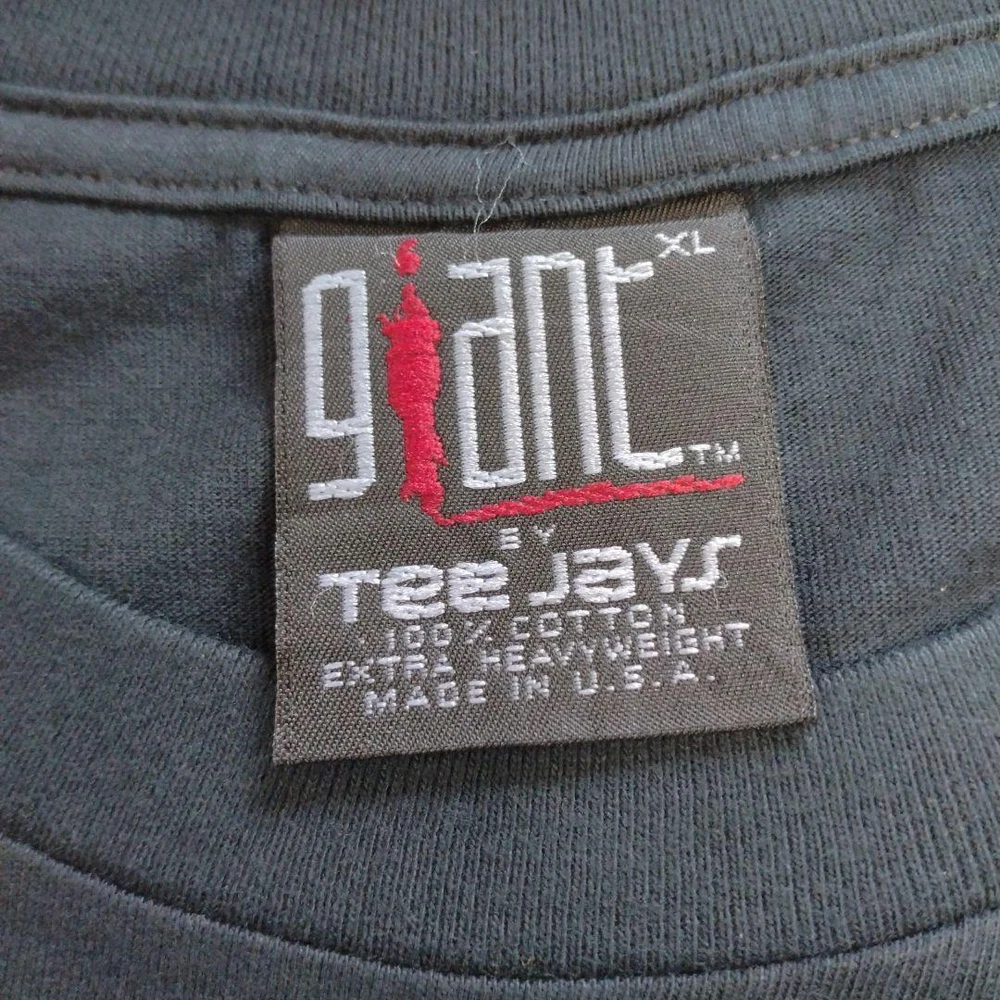 giant XL
TM
BY
Tee Jays
100% COTTON
EXTRA HEAVYWEIGHT
MADE IN U.S.A.